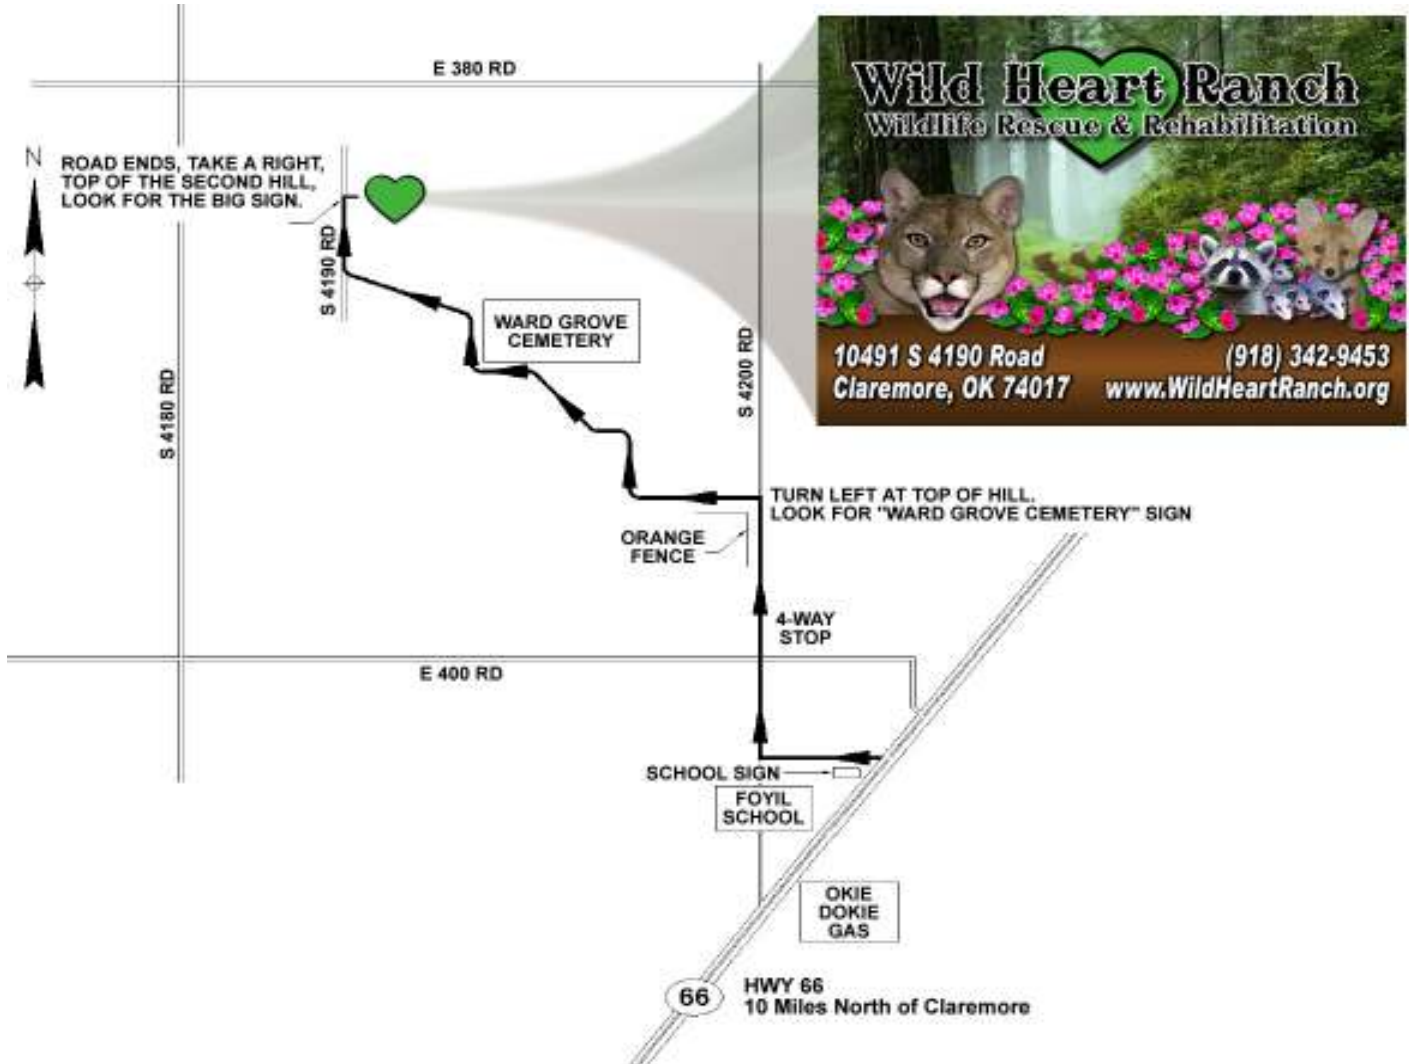 E 380 RD
Wild Heart Ranch
Wildlife Rescue & Rehabilitation
N
ROAD ENDS, TAKE A RIGHT,
TOP OF THE SECOND HILL,
LOOK FOR THE BIG SIGN.
S 4190 RD
WARD GROVE
CEMETERY
S 4200 RD
S 4180 RD
10491 S 4190 Road
(918) 342-9453
Claremore, OK 74017
www.WildHeartRanch.org
TURN LEFT AT TOP OF HILL.
LOOK FOR "WARD GROVE CEMETERY" SIGN
ORANGE
FENCE
4-WAY
STOP
E 400 RD
SCHOOL SIGN
FOYIL
SCHOOL
OKIE
DOKIE
GAS
66
HWY 66
10 Miles North of Claremore